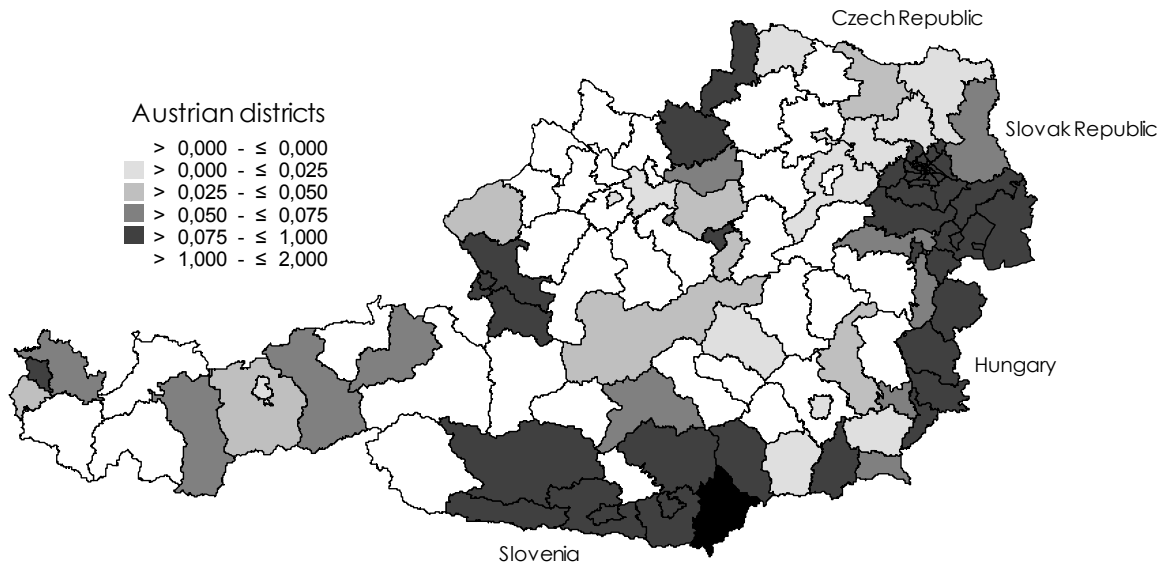 Czech Republic
Austrian districts
Slovak Republic
> 0,000 - ≤ 0,000
> 0,000 - ≤ 0,025
> 0,025 - ≤ 0,050
> 0,050 - ≤ 0,075
> 0,075 - ≤ 1,000
> 1,000 - ≤ 2,000
Hungary
Slovenia